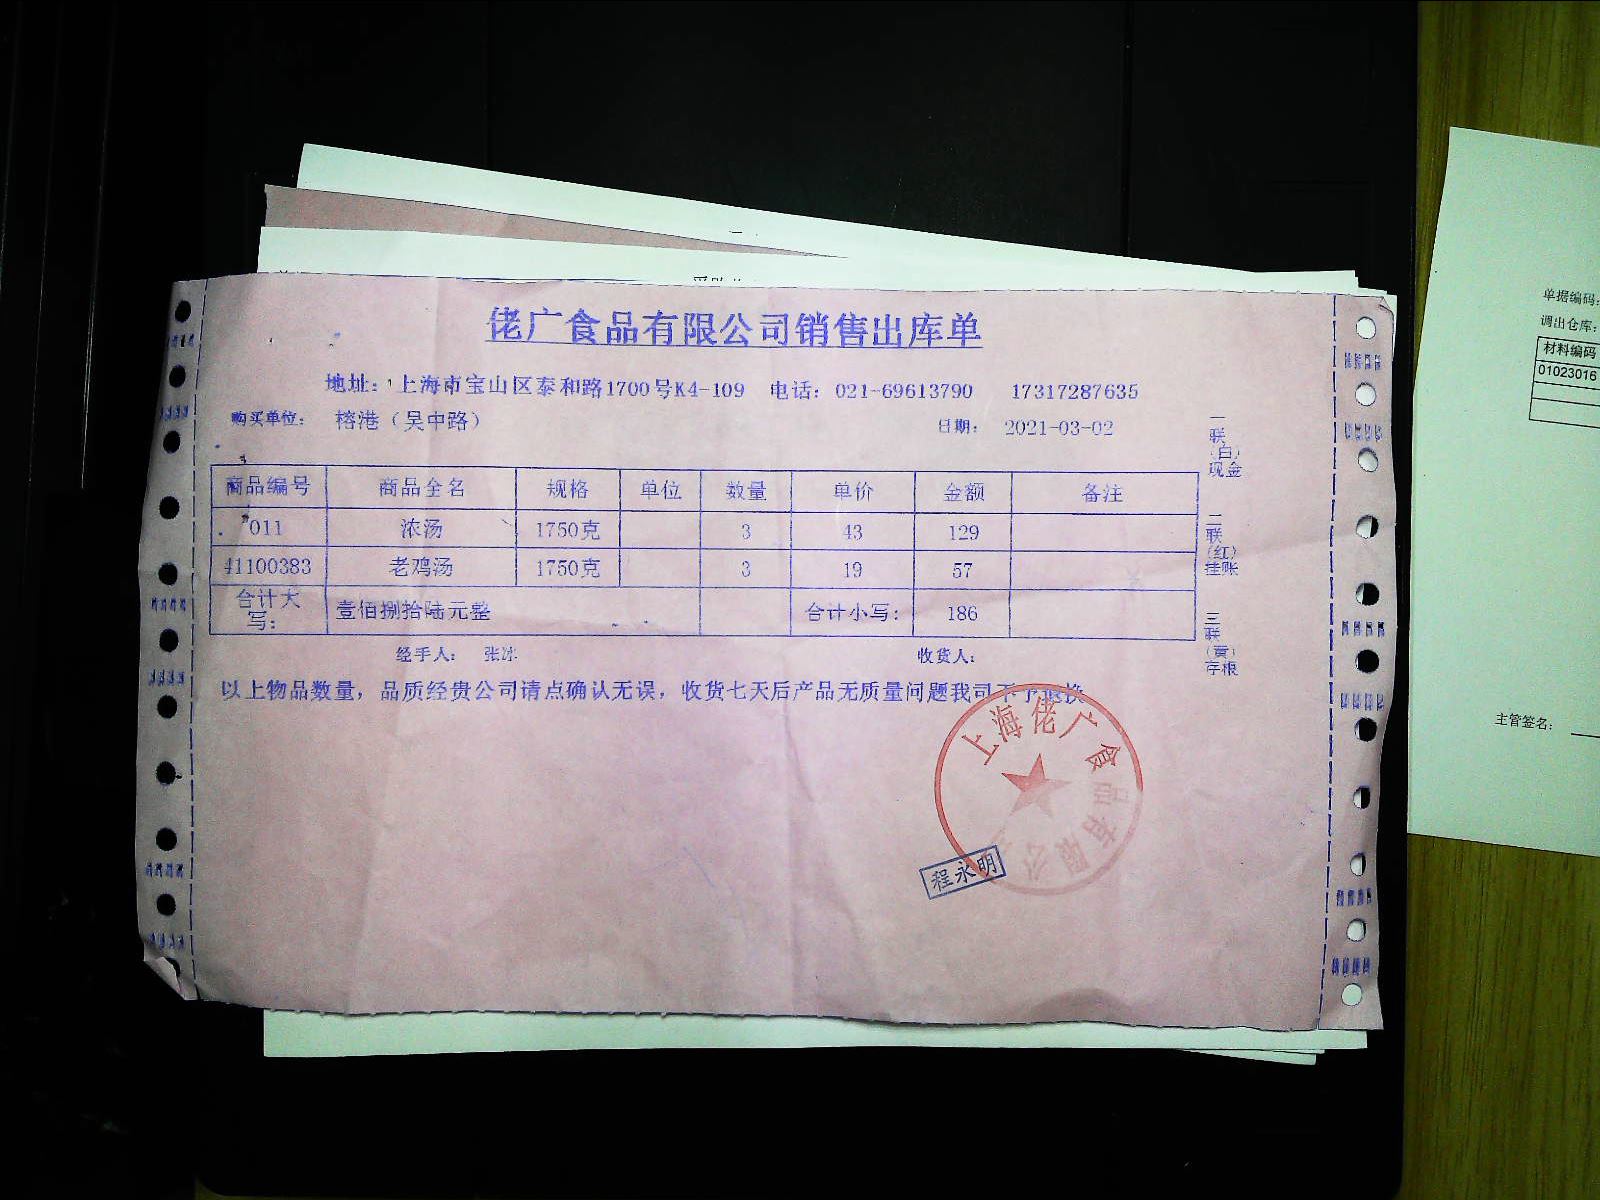 佬广食品有限公司销售出库单
地址：上海市宝山区泰和路1700号K4-109 电话：021-69613790 17317287635
购买单位： 榕港（吴中路） 日期： 2021-03-02
商品编号 商品全名 规格 单位 数量 单价 金额 备注
011 浓汤 1750克 3 43 129
41100383 老鸡汤 1750克 3 19 57
合计大写： 壹佰捌拾陆元整 合计小写： 186
经手人： 张冰 收货人：
以上物品数量，品质经贵公司请点确认无误，收货七天后产品无质量问题我司不予退换
一联（白）现金
二联（红）挂账
三联（黄）存根
上海佬广食品有限公
程永明
单据编码：
调出仓库：
材料编码
01023016
主管签名：